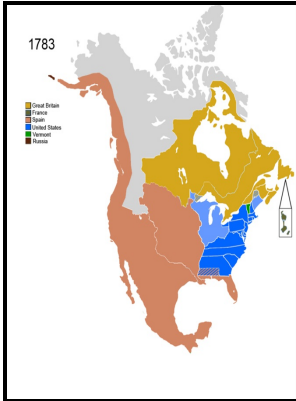 1783
Great Britain
France
Spain
United States
Vermont
Russia